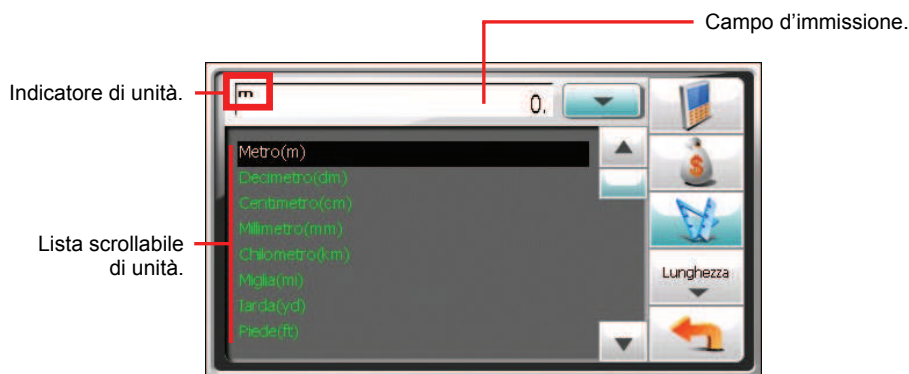 Campo d’immissione.
Indicatore di unità.
m
0.
Metro(m)
Decimetro(dm)
Centimetro(cm)
Millimetro(mm)
Chilometro(km)
Miglia(mi)
Iarda(yd)
Piede(ft)
Lista scrollabile
di unità.
$
Lunghezza